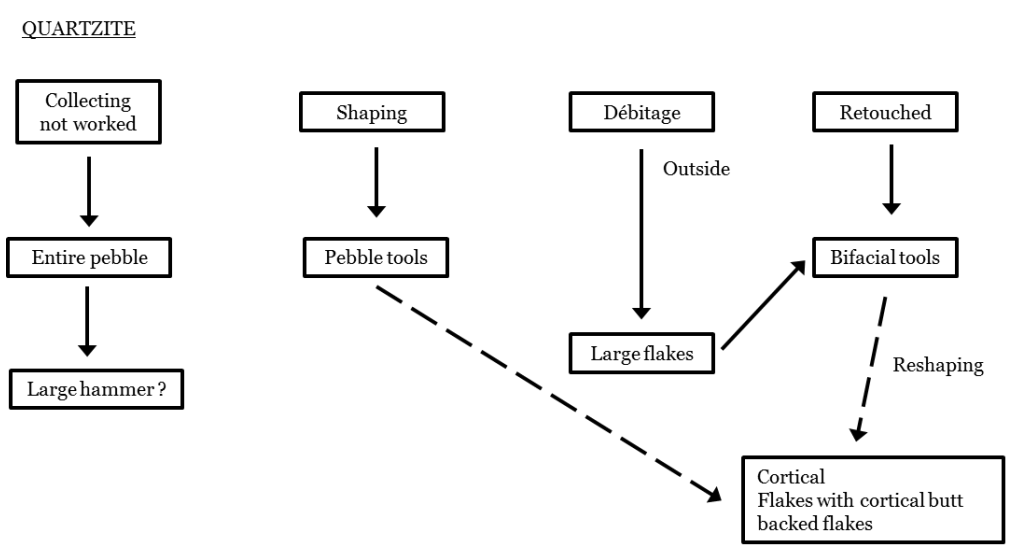 QUARTZITE
Collecting
not worked
Shaping
Débitage
Retouched
Outside
Entire pebble
Pebble tools
Bifacial tools
Large flakes
Reshaping
Large hammer ?
Cortical
Flakes with cortical butt
backed flakes